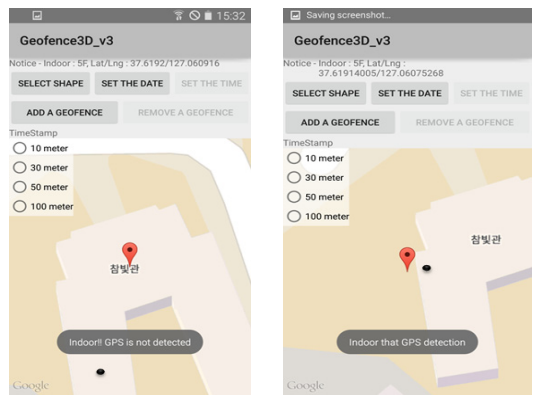 15:32
Geofence3D_v3
Notice - Indoor : 5F, Lat/Lng : 37.6192/127.060916
SELECT SHAPE SET THE DATE SET THE TIME
ADD A GEOFENCE REMOVE A GEOFENCE
TimeStamp
10 meter
30 meter
50 meter
100 meter
참빛관
Indoor!! GPS is not detected
Google
Saving screenshot...
Geofence3D_v3
Notice - Indoor : 5F, Lat/Lng :
37.61914005/127.06075268
SELECT SHAPE SET THE DATE SET THE TIME
ADD A GEOFENCE REMOVE A GEOFENCE
TimeStamp
10 meter
30 meter
50 meter
100 meter
참빛관
Indoor that GPS detection
Google